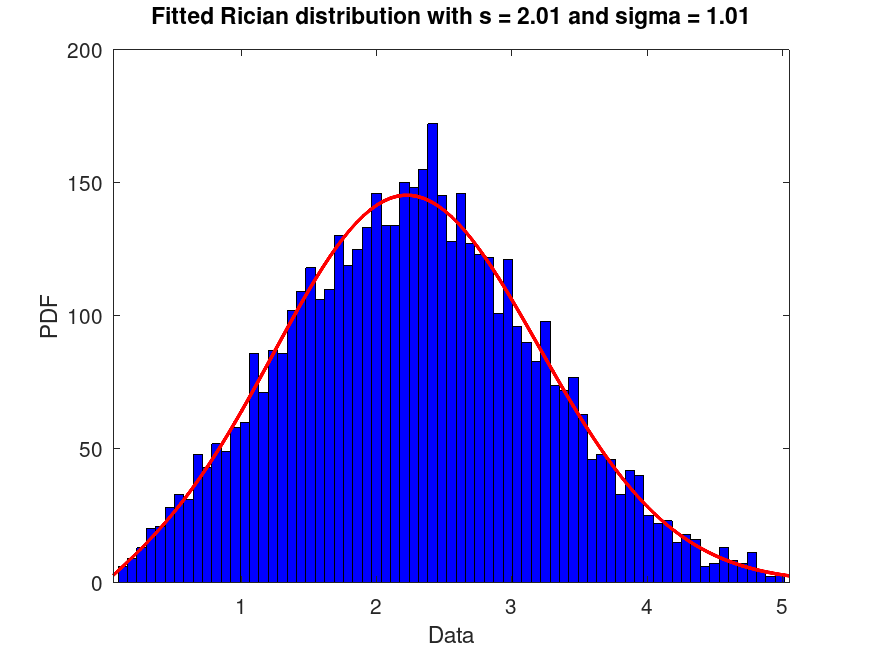 Fitted Rician distribution with s = 2.01 and sigma = 1.01
200
150
100
50
0
PDF
1 2 3 4 5
Data